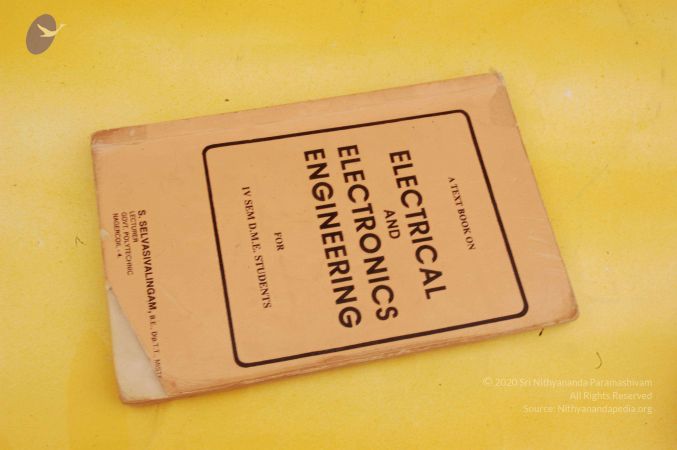 A TEXT BOOK ON
ELECTRICAL
AND
ELECTRONICS
ENGINEERING
FOR
IV SEM D.M.E. STUDENTS
S. SELVASIVALINGAM, B.E., Dip.T.T.
LECTURER
GOVT. POLYTECHNIC
NAGERCOIL - 4.
© 2020 Sri Nithyananda Paramashivam
All Rights Reserved
Source: Nithyanandapedia.org